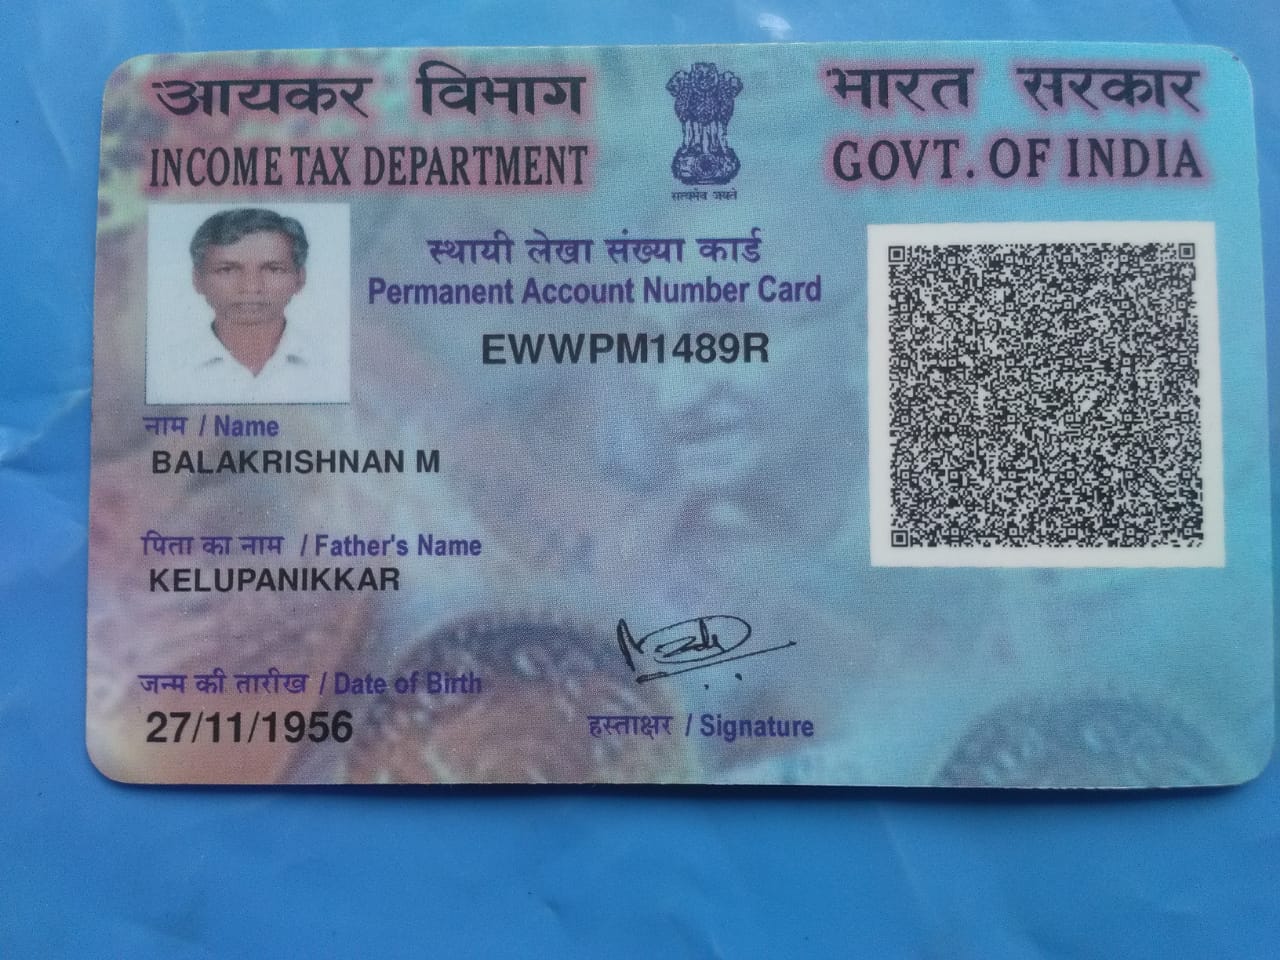 आयकर विभाग
INCOME TAX DEPARTMENT
सत्यमेव जयते
भारत सरकार
GOVT. OF INDIA
स्थायी लेखा संख्या कार्ड
Permanent Account Number Card
EWWPM1489R
नाम / Name
BALAKRISHNAN M
पिता का नाम / Father's Name
KELUPANIKKAR
जन्म की तारीख / Date of Birth
27/11/1956
हस्ताक्षर / Signature